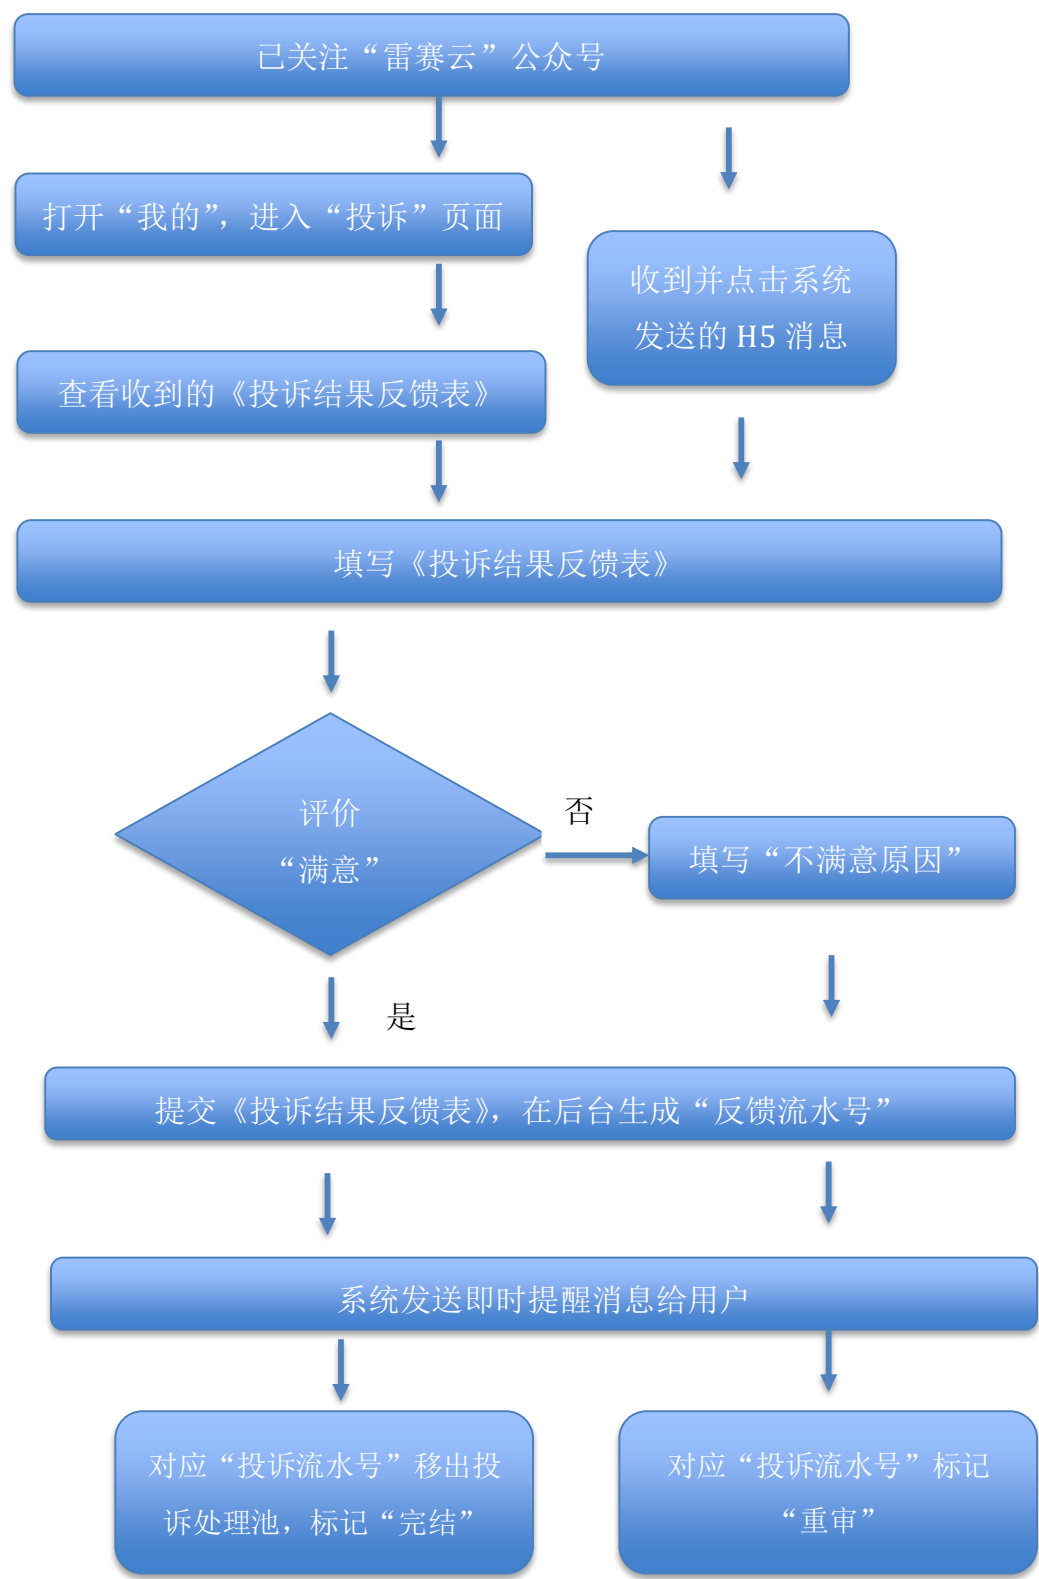 已关注“雷赛云”公众号
打开“我的”，进入“投诉”页面
收到并点击系统
发送的 H5 消息
查看收到的《投诉结果反馈表》
填写《投诉结果反馈表》
评价
“满意”
否
填写“不满意原因”
是
提交《投诉结果反馈表》，在后台生成“反馈流水号”
系统发送即时提醒消息给用户
对应“投诉流水号”移出投
诉处理池，标记“完结”
对应“投诉流水号”标记
“重审”